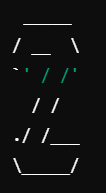 _____
/ __  \
`' / /'
  / /
./ /___
\_____/